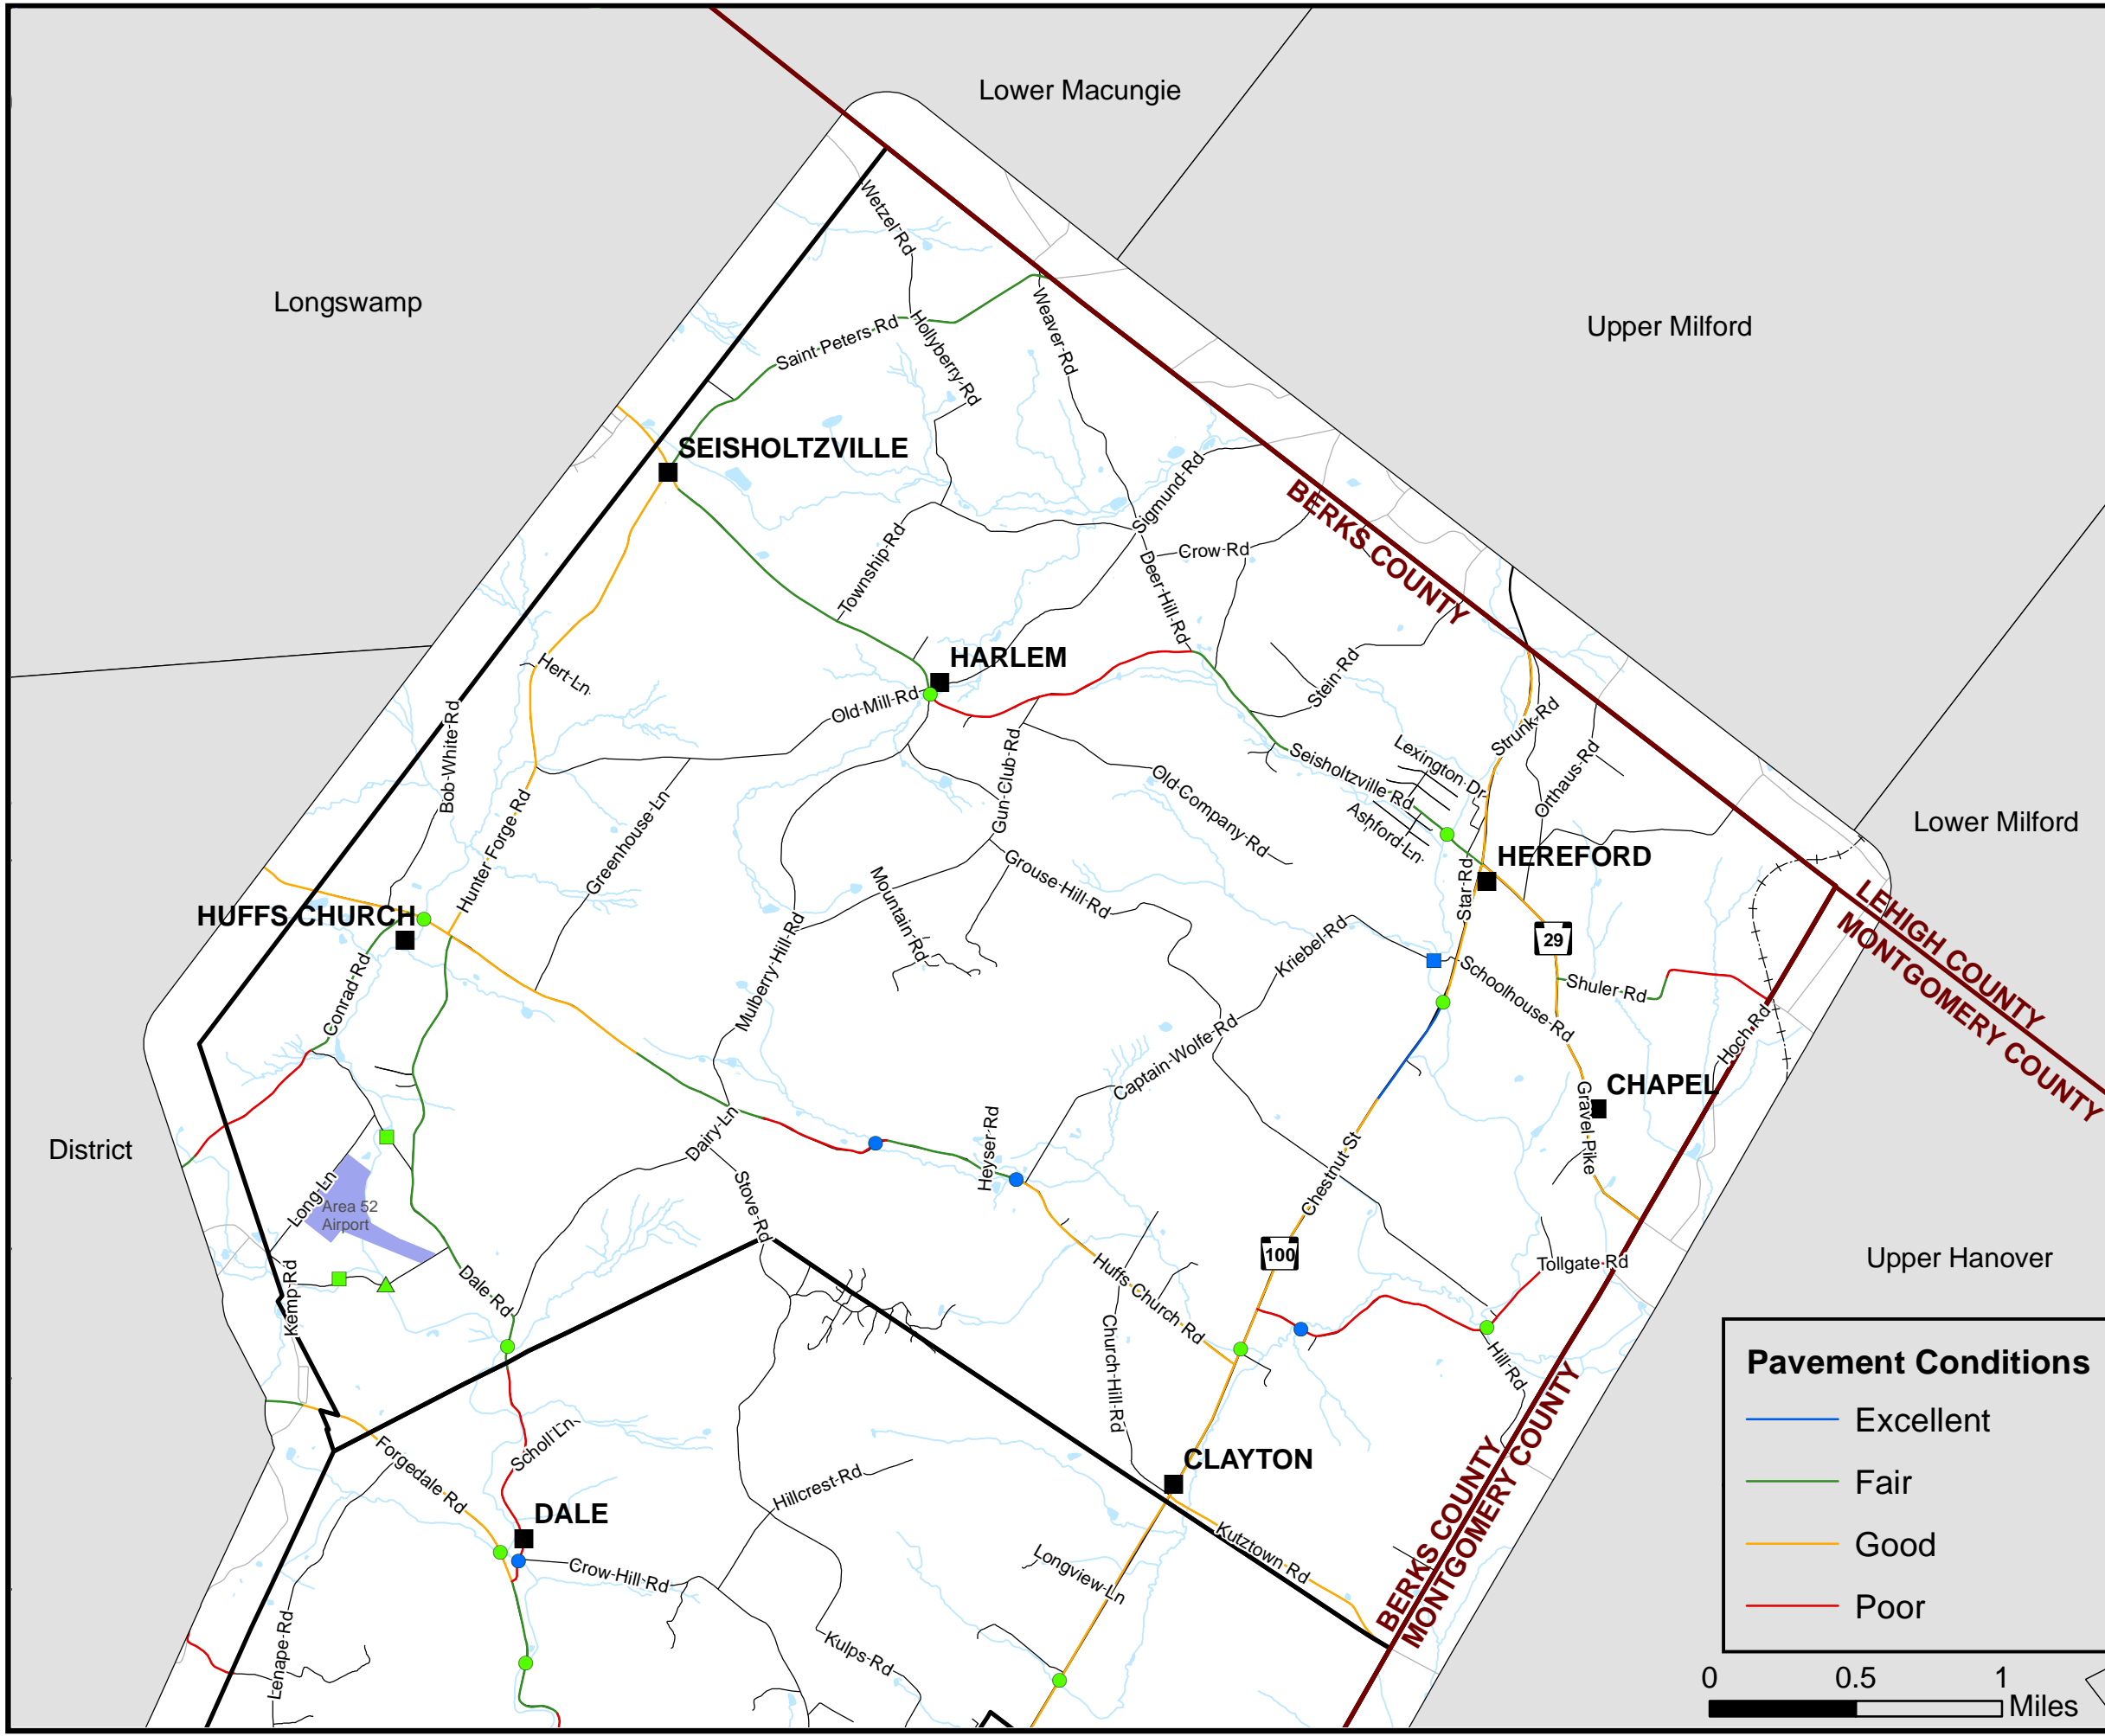 Lower Macungie
Longswamp
Upper Milford
Lower Milford
District
Upper Hanover
Wetzel Rd
Saint Peters Rd
Hollyberry Rd
Weaver Rd
SEISHOLTZVILLE
Sigmund Rd
BERKS COUNTY
Township Rd
Crow Rd
Deer Hill Rd
Hert Ln
HARLEM
Old Mill Rd
Stein Rd
Strunk Rd
Bob White Rd
Gun Club Rd
Seisholtzville Rd
Lexington Dr
Orthaus Rd
Old Company Rd
Ashford Ln
Hunter Forge Rd
Greenhouse Ln
Grouse Hill Rd
HEREFORD
Star Rd
Mountain Rd
HUFFS CHURCH
LEHIGH COUNTY
MONTGOMERY COUNTY
Mulberry Hill Rd
Kriebel Rd
29
Schoolhouse Rd
Shuler Rd
Conrad Rd
Hoch Rd
Captain Wolfe Rd
CHAPEL
Gravel Pike
Dairy Ln
Heyser Rd
Chestnut St
Long Ln
Area 52
Airport
Stove Rd
100
Tollgate Rd
Kemp Rd
Dale Rd
Huffs Church Rd
Church Hill Rd
Hill Rd
Forgedale Rd
Scholl Ln
Hillcrest Rd
CLAYTON
BERKS COUNTY
MONTGOMERY COUNTY
DALE
Crow Hill Rd
Longview Ln
Kutztown Rd
Lenape Rd
Kulps Rd
Pavement Conditions
Excellent
Fair
Good
Poor
0 0.5 1
Miles